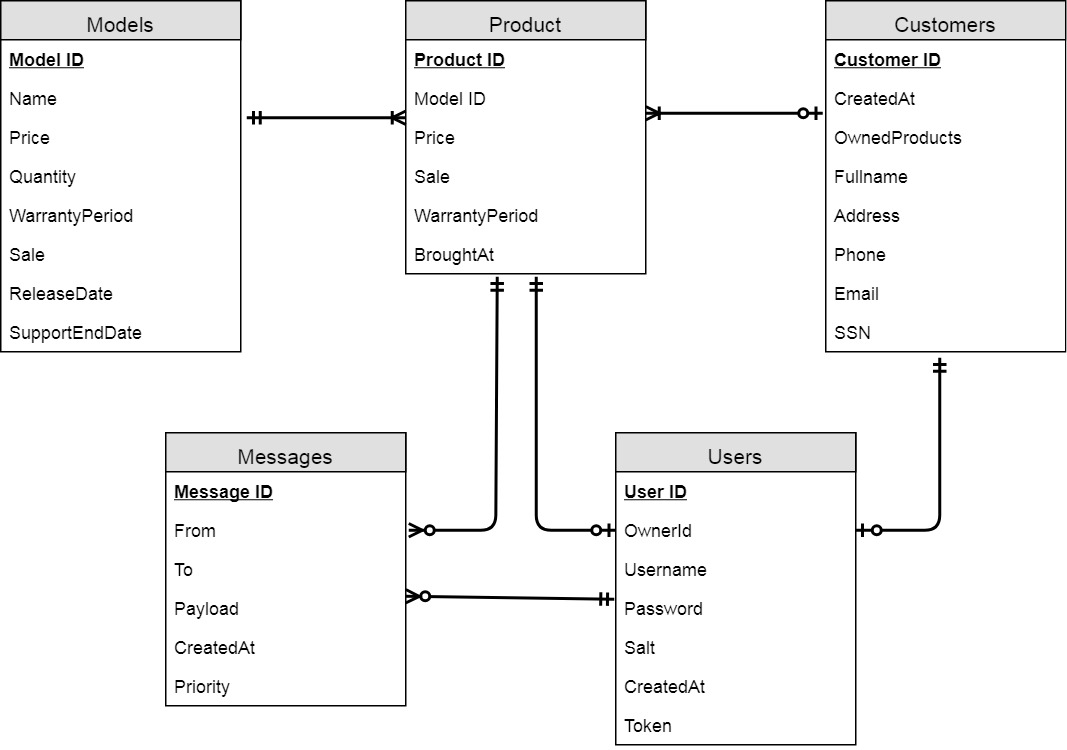 Models
Model ID
Name
Price
Quantity
WarrantyPeriod
Sale
ReleaseDate
SupportEndDate
Product
Product ID
Model ID
Price
Sale
WarrantyPeriod
BroughtAt
Customers
Customer ID
CreatedAt
OwnedProducts
Fullname
Address
Phone
Email
SSN
Messages
Message ID
From
To
Payload
CreatedAt
Priority
Users
User ID
OwnerId
Username
Password
Salt
CreatedAt
Token